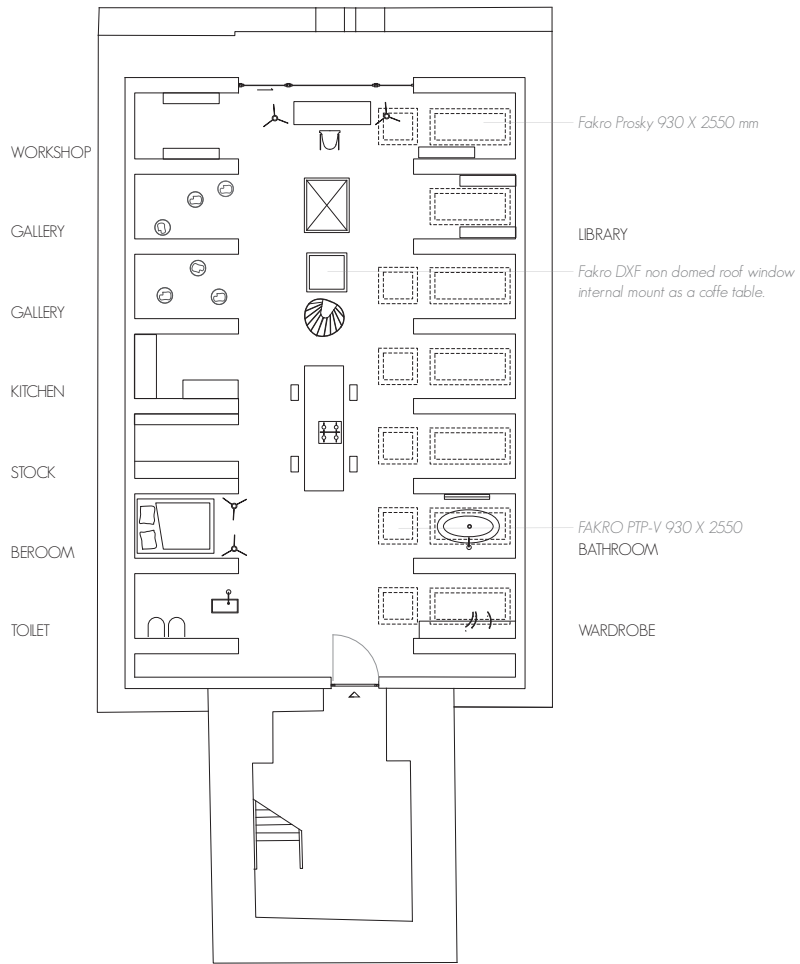 Fakro Prosky 930 X 2550 mm
WORKSHOP
GALLERY
LIBRARY
Fakro DXF non domed roof window
internal mount as a coffe table.
GALLERY
KITCHEN
STOCK
FAKRO PTP-V 930 X 2550
BEROOM
BATHROOM
TOILET
WARDROBE